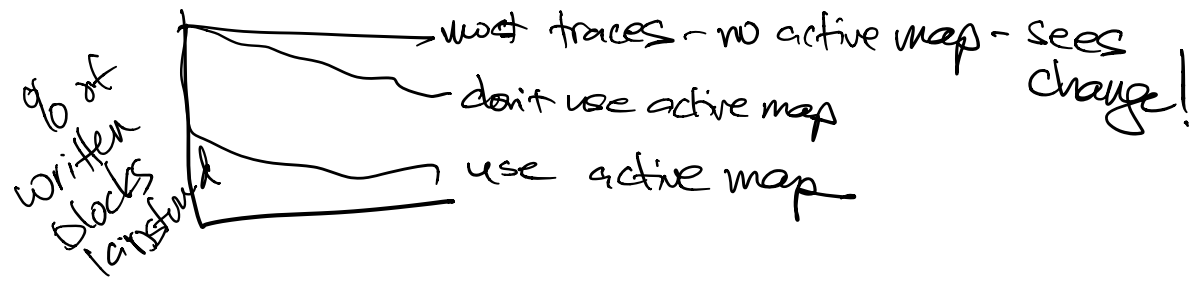 most traces - no active map - sees
change!
don't use active map
use active map
% of
written
blocks